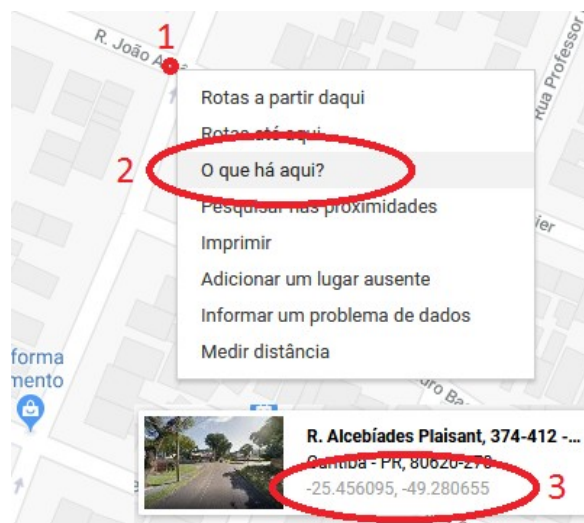 1
R. João
Rua Professor
Rotas a partir daqui
Rotas até aqui
2
O que há aqui?
Pesquisar nas proximidades
Imprimir
Adicionar um lugar ausente
Informar um problema de dados
Medir distância
R. Alcebíades Plaisant, 374-412 -...
Curitiba - PR, 80620-270
-25.456095, -49.280655
3